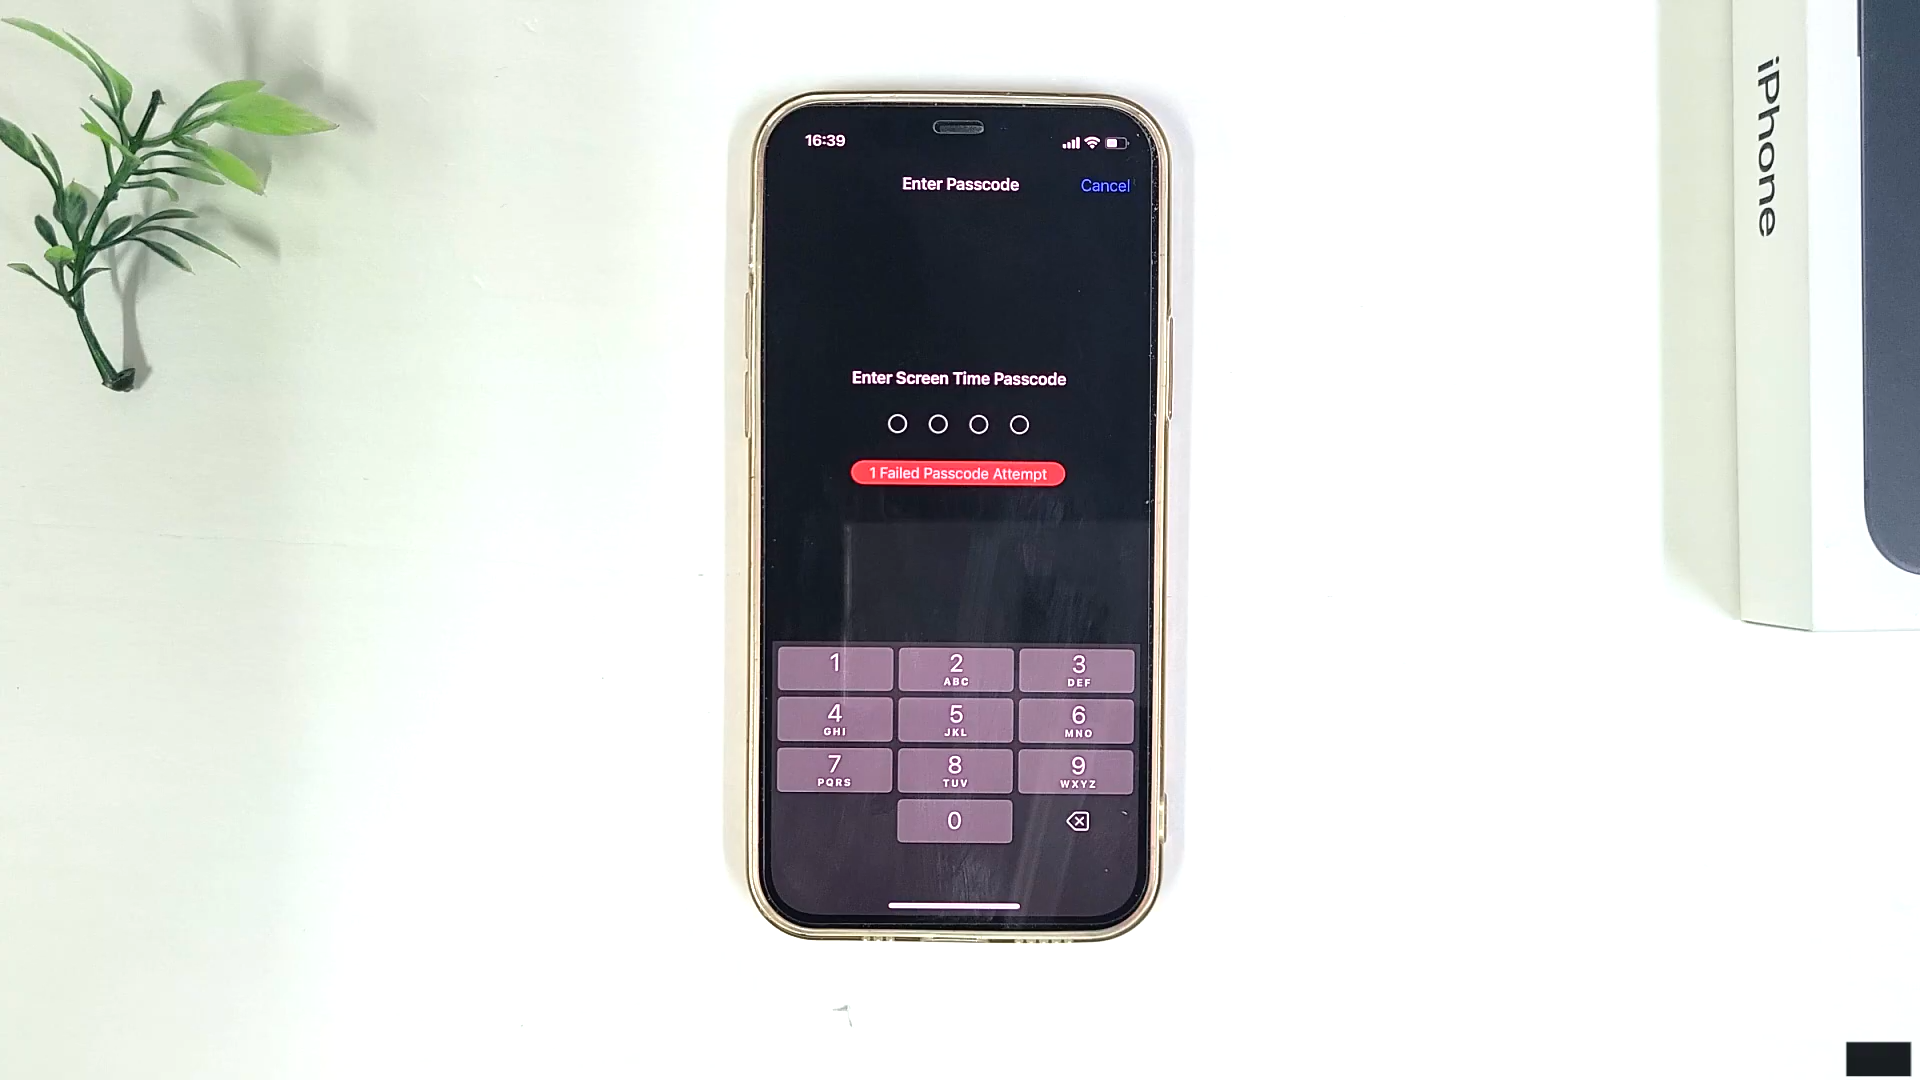 16:39
Enter Passcode
Cancel
Enter Screen Time Passcode
1 Failed Passcode Attempt
1
2
ABC
3
DEF
4
GHI
5
JKL
6
MNO
7
PQRS
8
TUV
9
WXYZ
0
iPhone